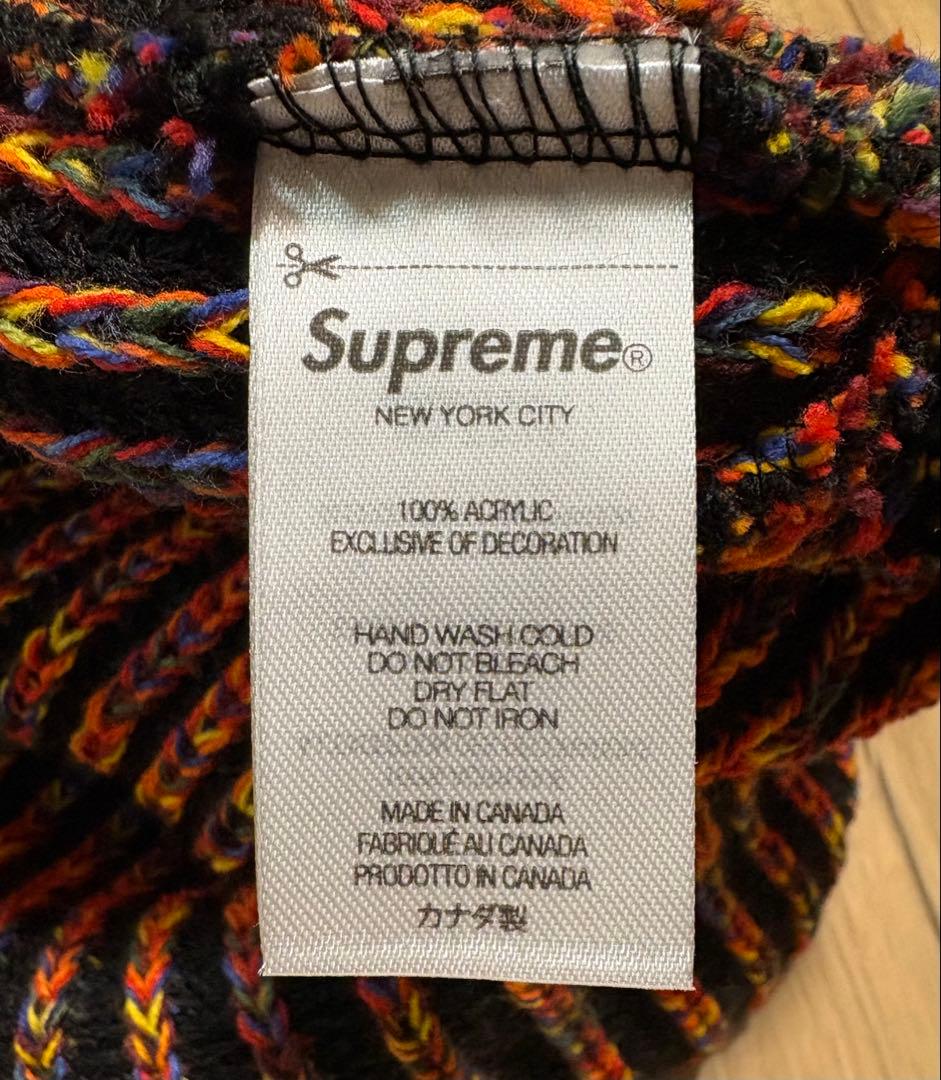 Supreme®
NEW YORK CITY
100% ACRYLIC
EXCLUSIVE OF DECORATION
HAND WASH COLD
DO NOT BLEACH
DRY FLAT
DO NOT IRON
MADE IN CANADA
FABRIQUÉ AU CANADA
PRODOTTO IN CANADA
カナダ製